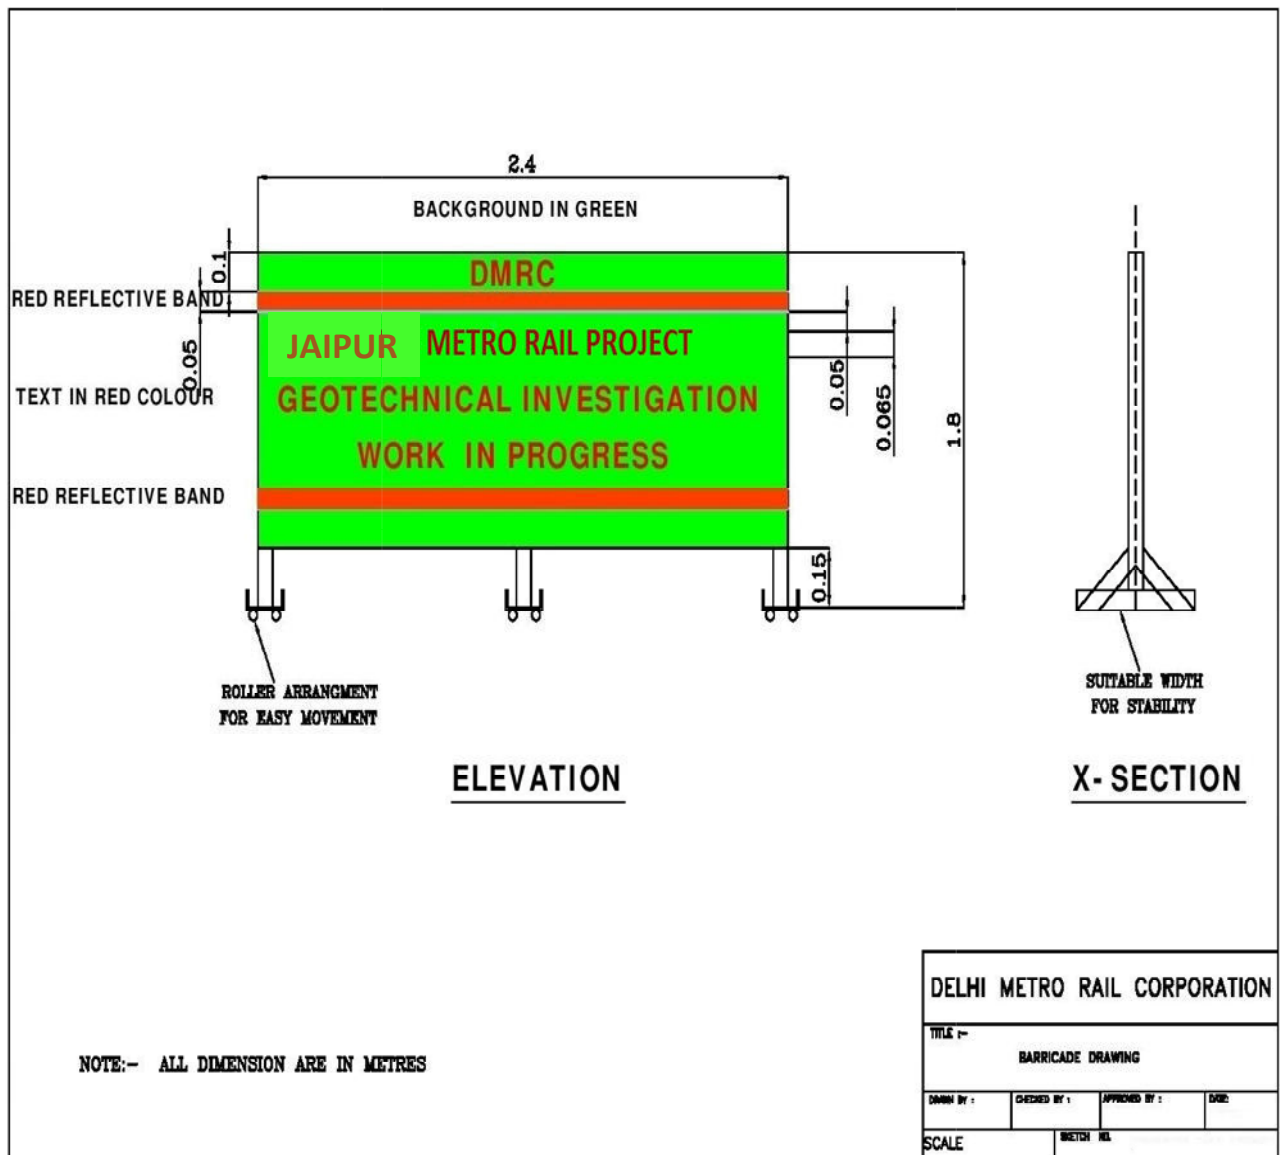 2.4
BACKGROUND IN GREEN
0.1
DMRC
RED REFLECTIVE BAND
JAIPUR METRO RAIL PROJECT
0.05
0.05
0.065
TEXT IN RED COLOUR
GEOTECHNICAL INVESTIGATION
1.8
WORK IN PROGRESS
RED REFLECTIVE BAND
0.15
ROLLER ARRANGMENT
FOR EASY MOVEMENT
SUITABLE WIDTH
FOR STABILITY
ELEVATION
X-SECTION
NOTE:- ALL DIMENSION ARE IN METRES
DELHI METRO RAIL CORPORATION
TITLE :-
BARRICADE DRAWING
DRAWN BY : CHECKED BY : APPROVED BY : DATE:
SCALE SKETCH NO.